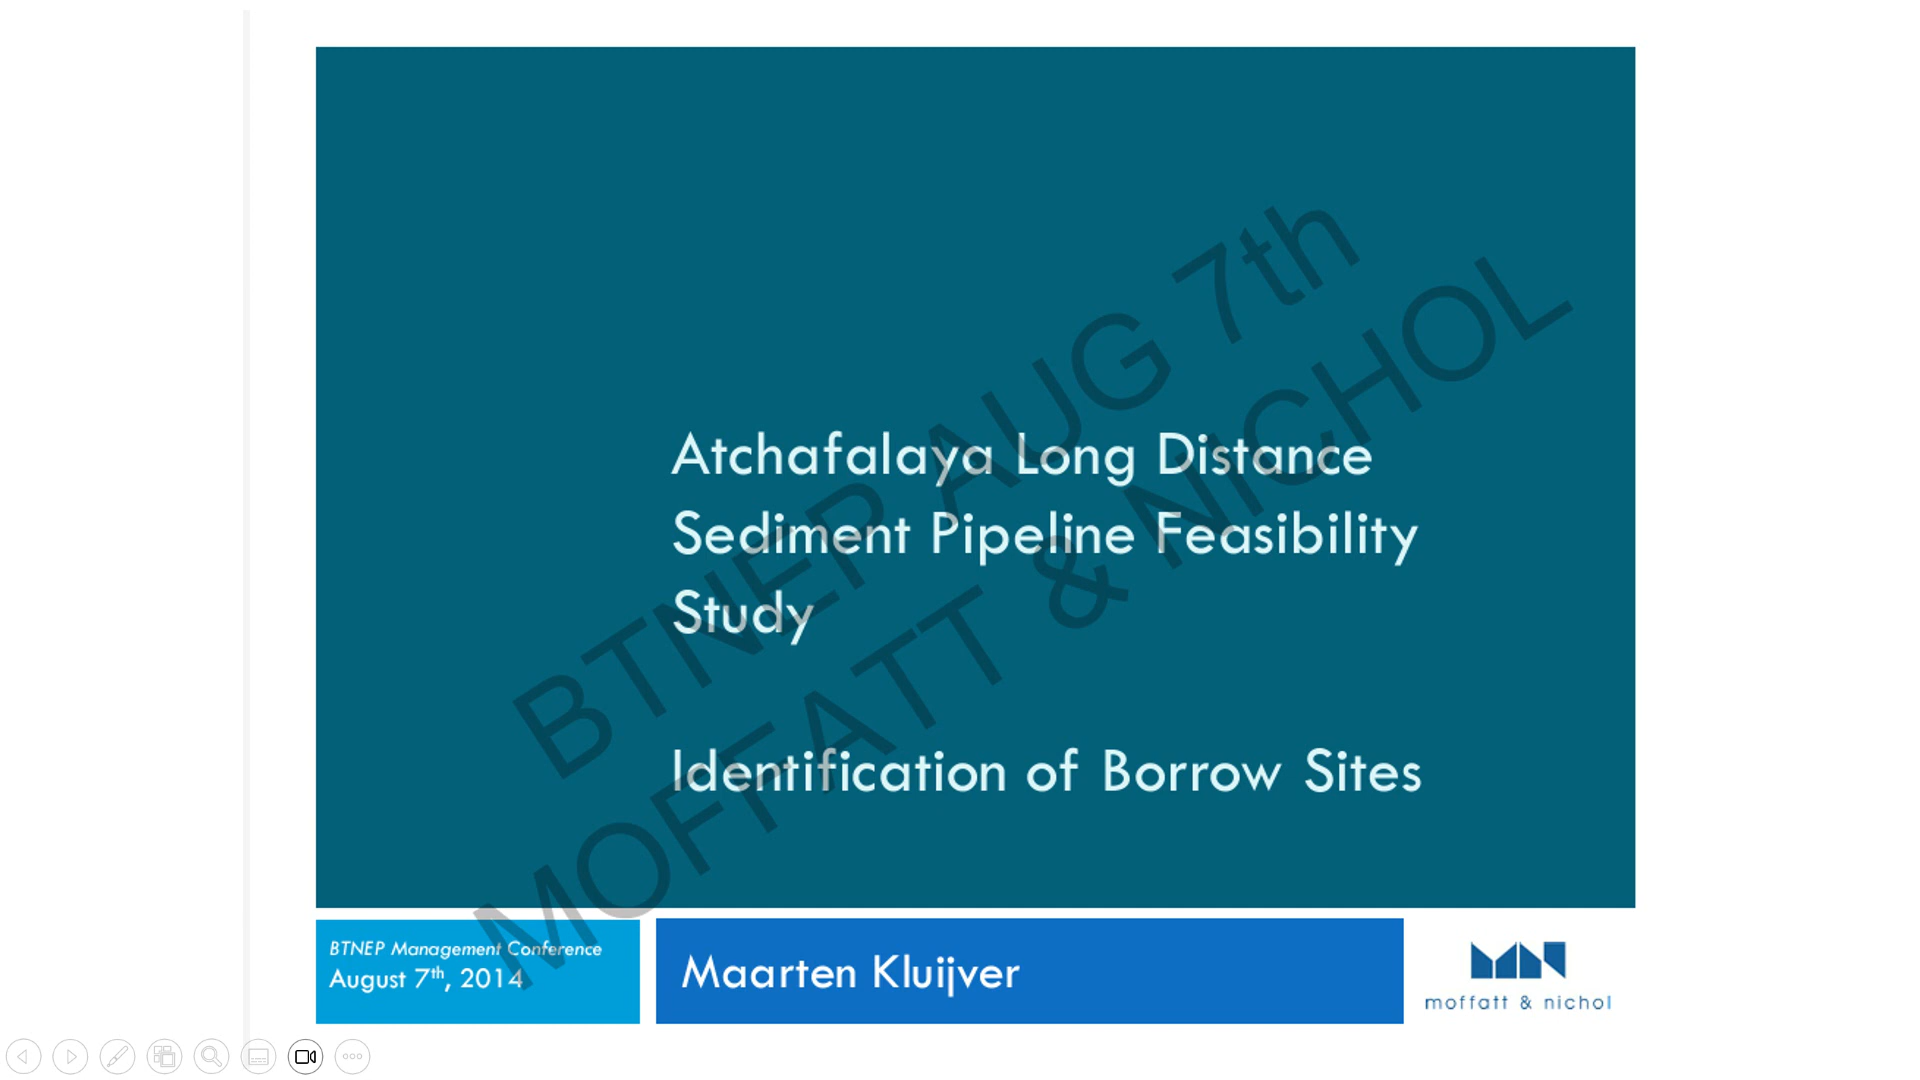 Atchafalaya Long Distance
Sediment Pipeline Feasibility
Study
Identification of Borrow Sites
BTNEP AUG 7th
MOFFATT & NICHOL
BTNEP Management Conference
August 7th, 2014
Maarten Kluijver
moffatt & nichol